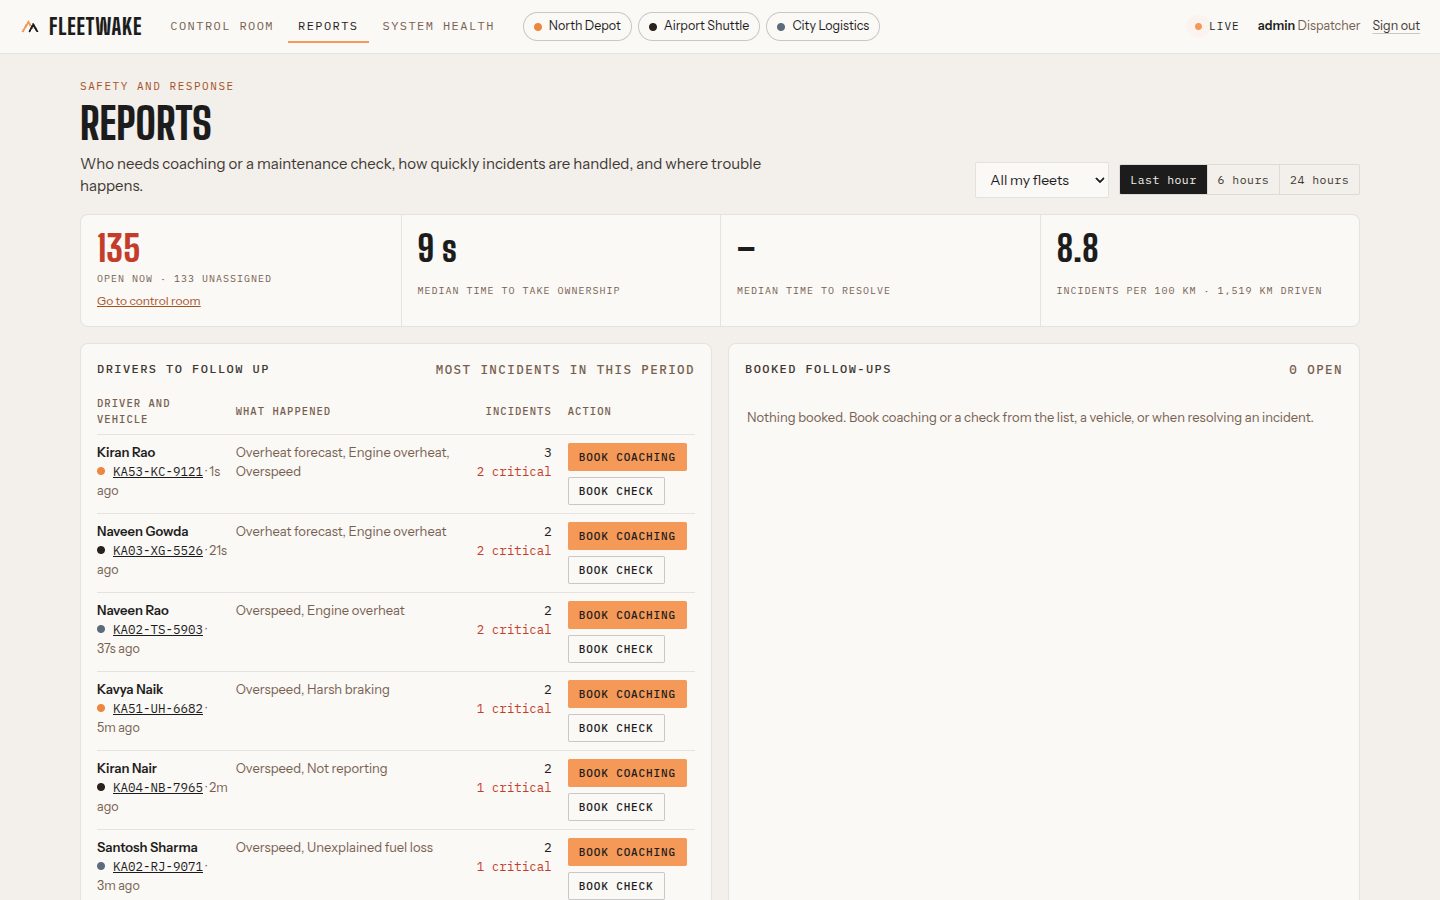 FLEETWAKE
CONTROL ROOM
REPORTS
SYSTEM HEALTH
North Depot
Airport Shuttle
City Logistics
LIVE
admin Dispatcher
Sign out
SAFETY AND RESPONSE
REPORTS
Who needs coaching or a maintenance check, how quickly incidents are handled, and where trouble
happens.
All my fleets
Last hour
6 hours
24 hours
135
OPEN NOW · 133 UNASSIGNED
Go to control room
9 s
MEDIAN TIME TO TAKE OWNERSHIP
–
MEDIAN TIME TO RESOLVE
8.8
INCIDENTS PER 100 KM · 1,519 KM DRIVEN
DRIVERS TO FOLLOW UP
MOST INCIDENTS IN THIS PERIOD
DRIVER AND
VEHICLE
WHAT HAPPENED
INCIDENTS
ACTION
Kiran Rao
KA53-KC-9121 · 1s
ago
Overheat forecast, Engine overheat,
Overspeed
3
2 critical
BOOK COACHING
BOOK CHECK
Naveen Gowda
KA03-XG-5526 · 21s
ago
Overheat forecast, Engine overheat
2
2 critical
BOOK COACHING
BOOK CHECK
Naveen Rao
KA02-TS-5903 ·
37s ago
Overspeed, Engine overheat
2
2 critical
BOOK COACHING
BOOK CHECK
Kavya Naik
KA51-UH-6682 ·
5m ago
Overspeed, Harsh braking
2
1 critical
BOOK COACHING
BOOK CHECK
Kiran Nair
KA04-NB-7965 · 2m
ago
Overspeed, Not reporting
2
1 critical
BOOK COACHING
BOOK CHECK
Santosh Sharma
KA02-RJ-9071 ·
3m ago
Overspeed, Unexplained fuel loss
2
1 critical
BOOK COACHING
BOOK CHECK
BOOKED FOLLOW-UPS
0 OPEN
Nothing booked. Book coaching or a check from the list, a vehicle, or when resolving an incident.